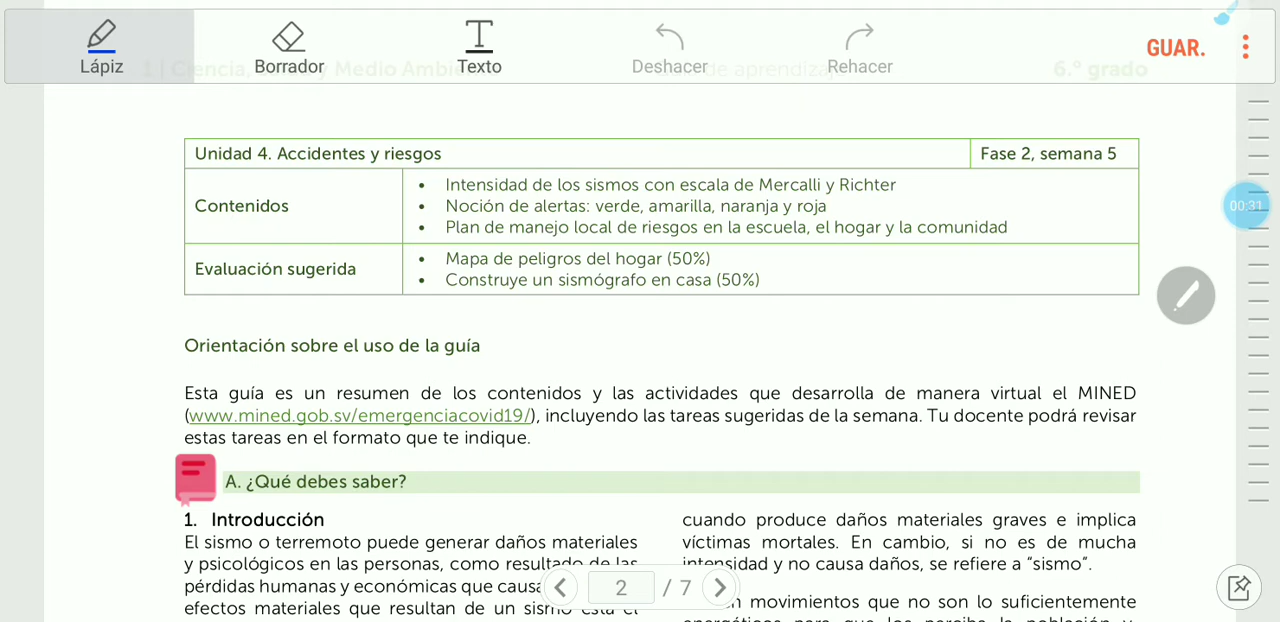 Lápiz
Borrador
Texto
Deshacer
Rehacer
GUAR.
6.º grado
Unidad 4. Accidentes y riesgos
Fase 2, semana 5
00:31
Contenidos
• Intensidad de los sismos con escala de Mercalli y Richter
• Noción de alertas: verde, amarilla, naranja y roja
• Plan de manejo local de riesgos en la escuela, el hogar y la comunidad
Evaluación sugerida
• Mapa de peligros del hogar (50%)
• Construye un sismógrafo en casa (50%)
Orientación sobre el uso de la guía
Esta guía es un resumen de los contenidos y las actividades que desarrolla de manera virtual el MINED
(www.mined.gob.sv/emergenciacovid19/), incluyendo las tareas sugeridas de la semana. Tu docente podrá revisar
estas tareas en el formato que te indique.
A. ¿Qué debes saber?
1. Introducción
El sismo o terremoto puede generar daños materiales
y psicológicos en las personas, como resultado de las
pérdidas humanas y económicas que causa
efectos materiales que resultan de un sismo está el
cuando produce daños materiales graves e implica
víctimas mortales. En cambio, si no es de mucha
intensidad y no causa daños, se refiere a “sismo”.
movimientos que no son lo suficientemente
2 / 7